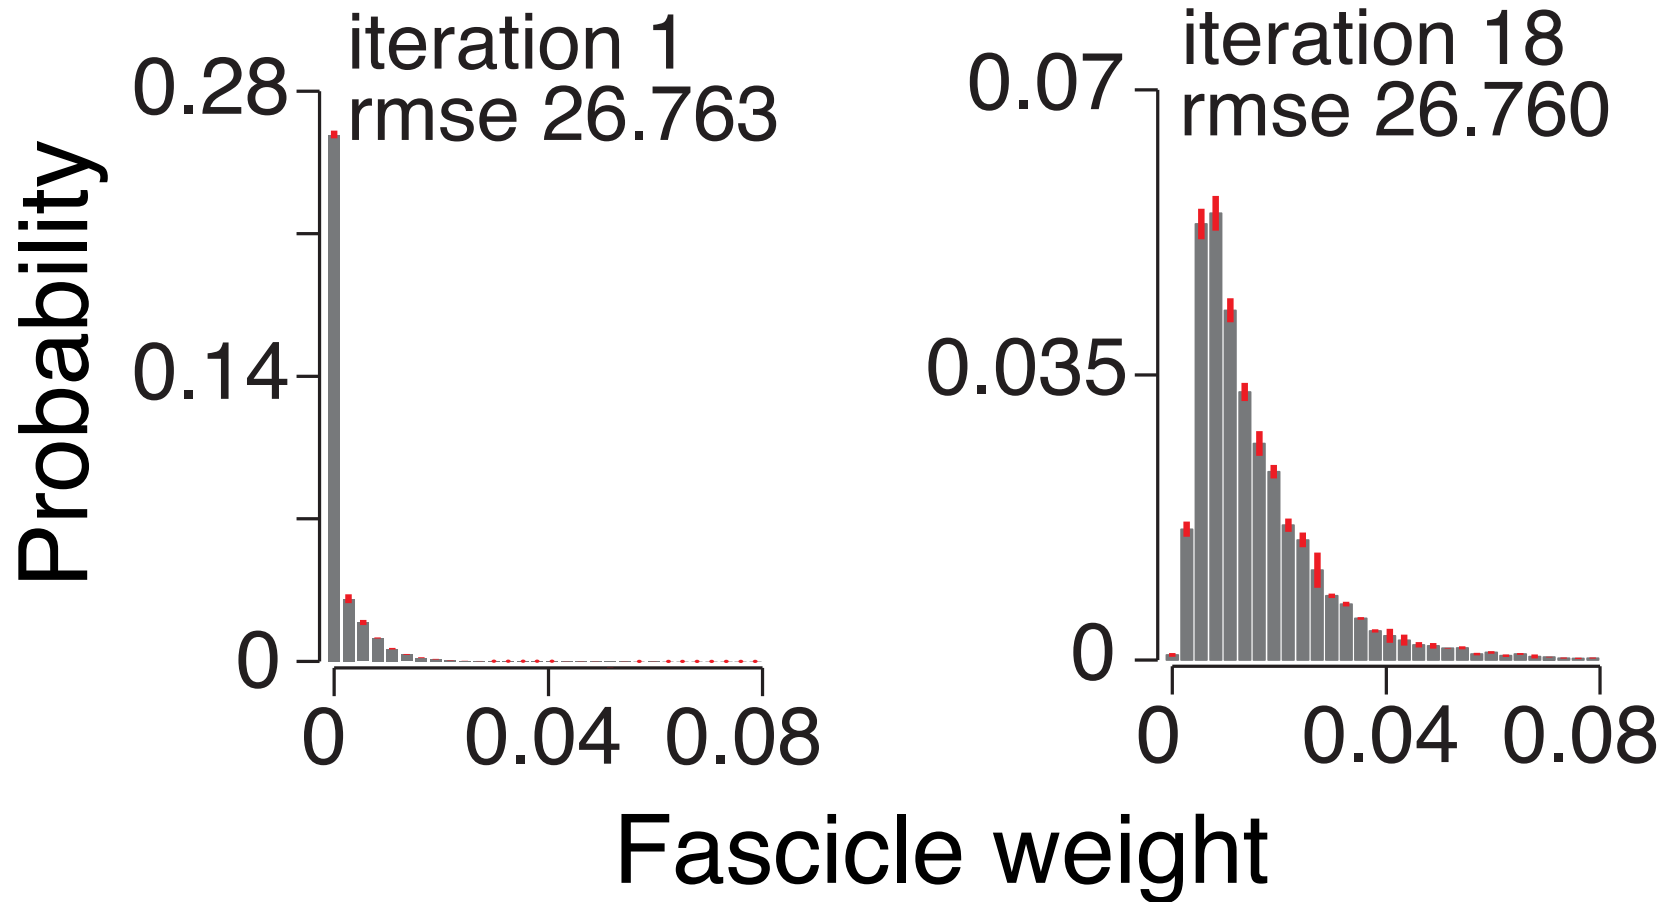 Probability
iteration 1
rmse 26.763
0.28
0.14
0
0 0.04 0.08
iteration 18
rmse 26.760
0.07
0.035
0
0 0.04 0.08
Fascicle weight